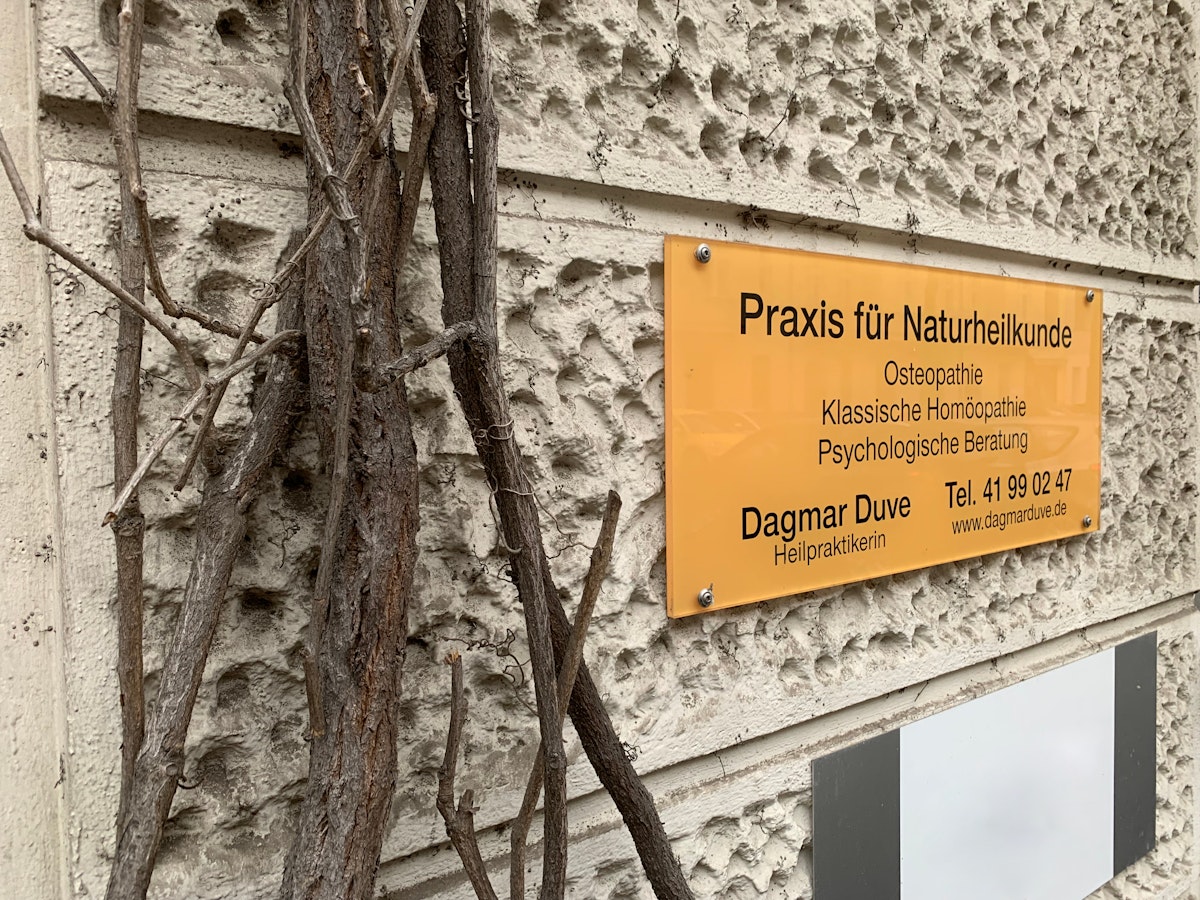 Praxis für Naturheilkunde
Osteopathie
Klassische Homöopathie
Psychologische Beratung
Dagmar Duve
Heilpraktikerin
Tel. 41 99 02 47
www.dagmarduve.de